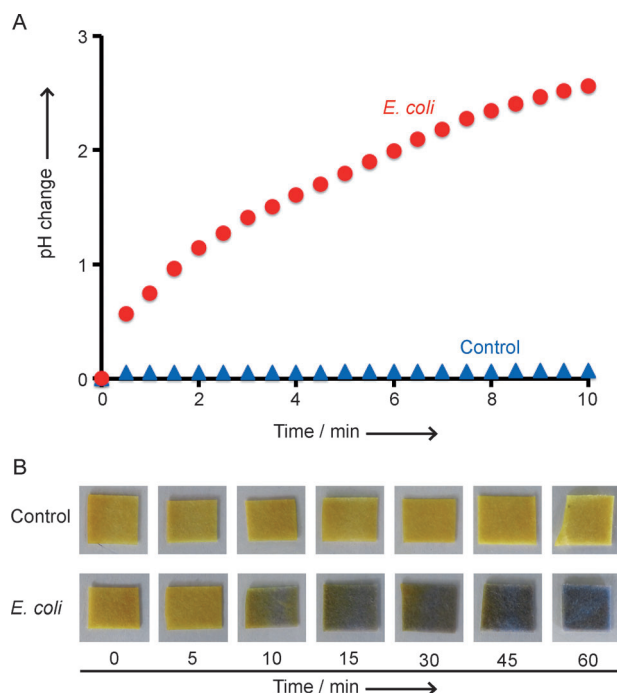 A
3
2
1
0
pH change
E. coli
Control
0 2 4 6 8 10
Time / min
B
Control
E. coli
0 5 10 15 30 45 60
Time / min